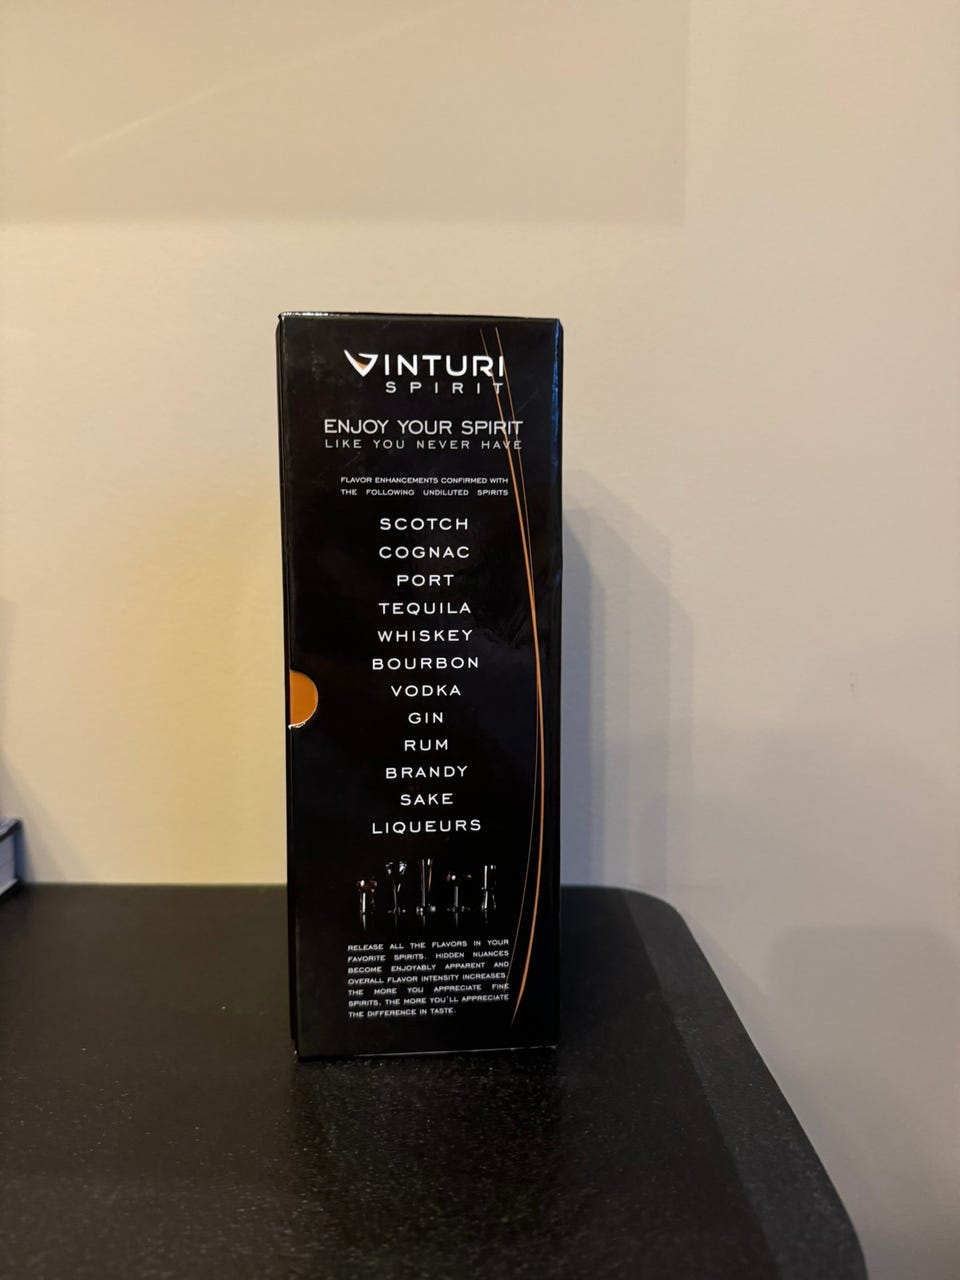 VINTURI
SPIRIT
ENJOY YOUR SPIRIT
LIKE YOU NEVER HAVE
FLAVOR ENHANCEMENTS CONFIRMED WITH
THE FOLLOWING UNDILUTED SPIRITS
SCOTCH
COGNAC
PORT
TEQUILA
WHISKEY
BOURBON
VODKA
GIN
RUM
BRANDY
SAKE
LIQUEURS
RELEASE ALL THE FLAVORS IN YOUR
FAVORITE SPIRITS. HIDDEN NUANCES
BECOME ENJOYABLY APPARENT AND
OVERALL FLAVOR INTENSITY INCREASES.
THE MORE YOU APPRECIATE FINE
SPIRITS, THE MORE YOU'LL APPRECIATE
THE DIFFERENCE IN TASTE.